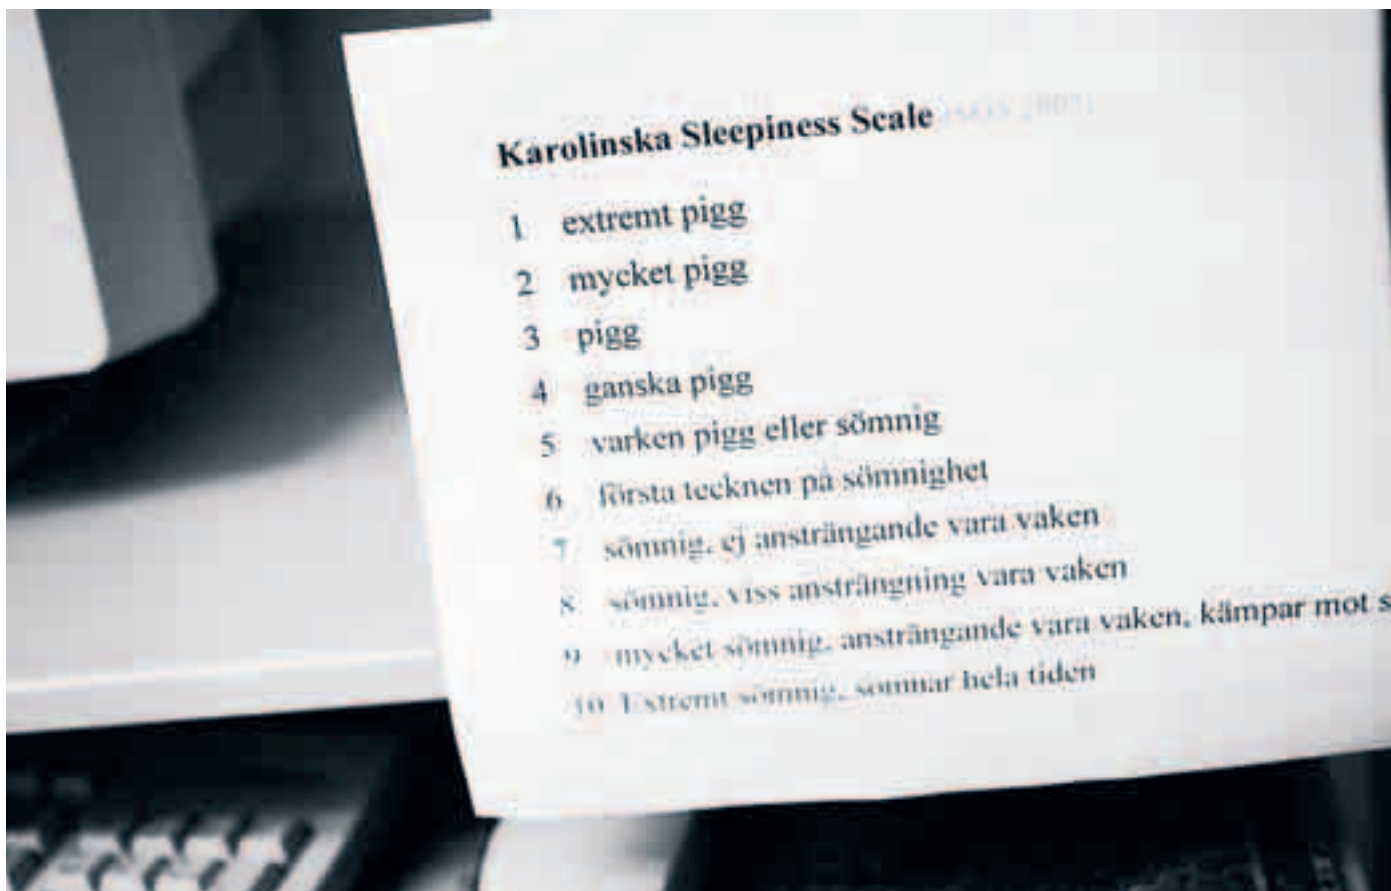 Karolinska Sleepiness Scale
1 extremt pigg
2 mycket pigg
3 pigg
4 ganska pigg
5 varken pigg eller sömnig
6 första tecknen på sömnighet
7 sömnig, ej ansträngande vara vaken
8 sömnig, viss ansträngning vara vaken
9 mycket sömnig, ansträngande vara vaken, kämpar mot s
10 Extremt sömnig, somnar hela tiden